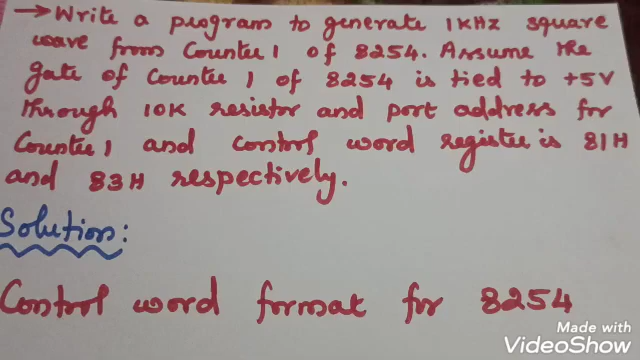 → Write a program to generate 1KHz square
wave from Counter 1 of 8254. Assume the
gate of Counter 1 of 8254 is tied to +5V
through 10K resistor and port address for
Counter 1 and control word register is 81H
and 83H respectively.
Solution:
Control word format for 8254
Made with
VideoShow